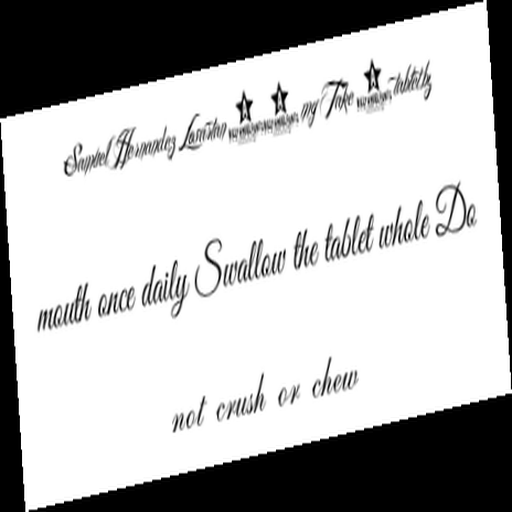 Samuel Hernandez Losartan mg Take tablet by
mouth once daily Swallow the tablet whole Do
not crush or chew